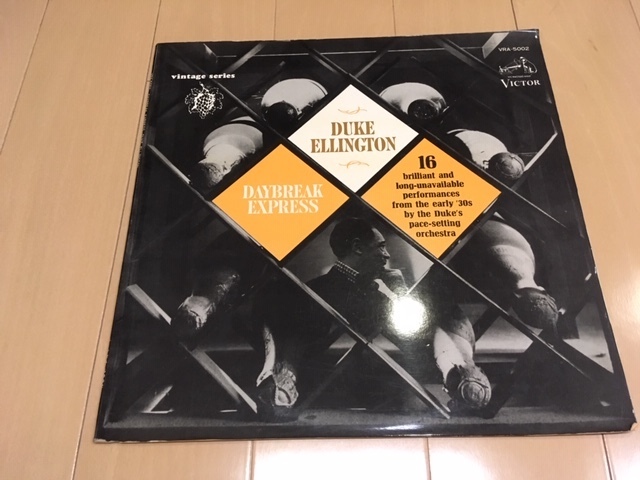 vintage series
VRA-5002
VICTOR
DUKE
ELLINGTON
DAYBREAK
EXPRESS
16
brilliant and
long-unavailable
performances
from the early '30s
by the Duke's
pace-setting
orchestra